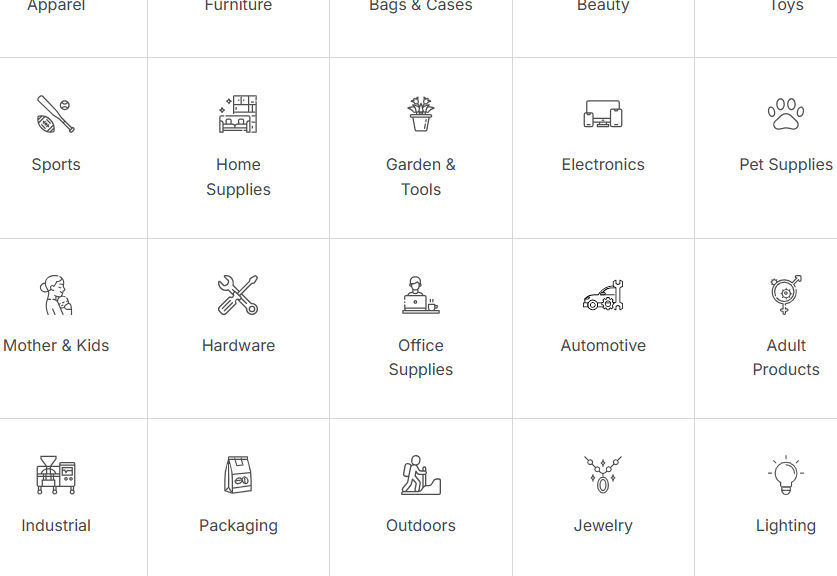 Apparel
Furniture
Bags & Cases
Beauty
Toys
Sports
Home
Supplies
Garden &
Tools
Electronics
Pet Supplies
Mother & Kids
Hardware
Office
Supplies
Automotive
Adult
Products
Industrial
Packaging
Outdoors
Jewelry
Lighting